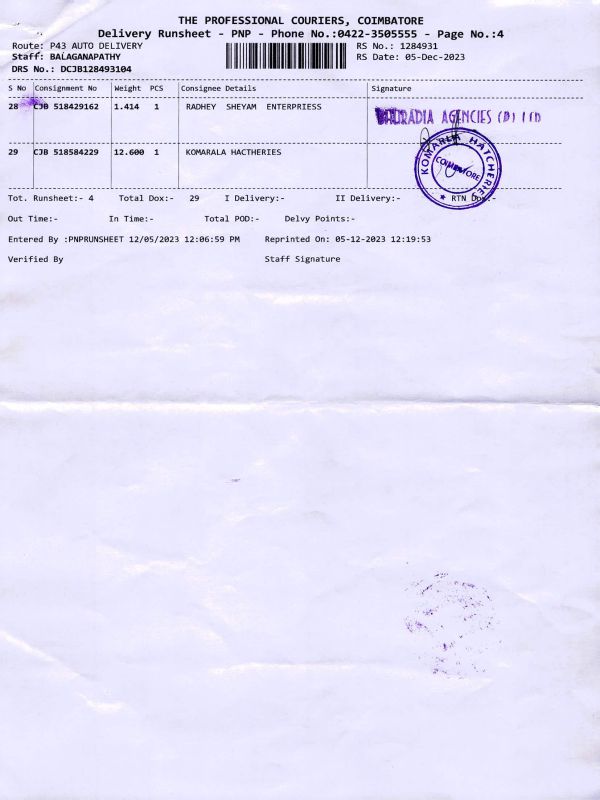 THE PROFESSIONAL COURIERS, COIMBATORE
Delivery Runsheet - PNP - Phone No.:0422-3505555 - Page No.:4
Route: P43 AUTO DELIVERY RS No.: 1284931
Staff: BALAGANAPATHY RS Date: 05-Dec-2023
DRS No.: DCJB128493104
S No Consignment No Weight PCS Consignee Details Signature
28 CJB 518429162 1.414 1 RADHEY SHEYAM ENTERPRIESS
AGENCIES (P) LTD
29 CJB 518584229 12.600 1 KOMARALA HACTHERIES
KOMARLA HATCHERIES
COIMBATORE
Tot. Runsheet:- 4 Total Dox:- 29 I Delivery:- II Delivery:- RTN Dox:-
Out Time:- In Time:- Total POD:- Delvy Points:-
Entered By :PNPRUNSHEET 12/05/2023 12:06:59 PM Reprinted On: 05-12-2023 12:19:53
Verified By Staff Signature